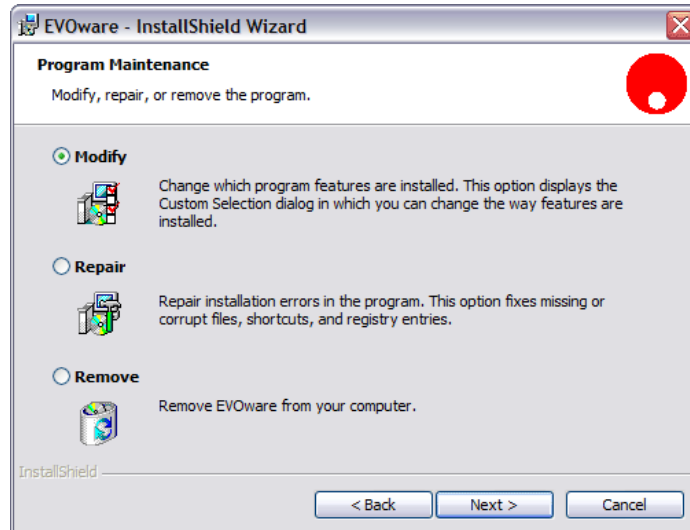 EVOware - InstallShield Wizard
Program Maintenance
Modify, repair, or remove the program.
Modify
Change which program features are installed. This option displays the
Custom Selection dialog in which you can change the way features are
installed.
Repair
Repair installation errors in the program. This option fixes missing or
corrupt files, shortcuts, and registry entries.
Remove
Remove EVOware from your computer.
InstallShield
< Back
Next >
Cancel